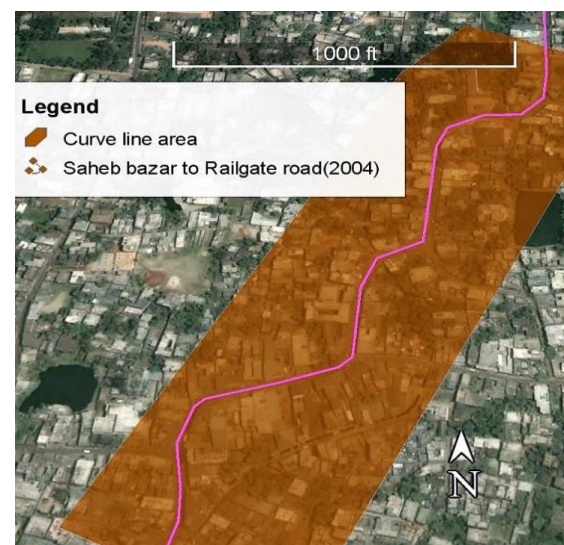 1000 ft
Legend
Curve line area
Saheb bazar to Railgate road(2004)
N